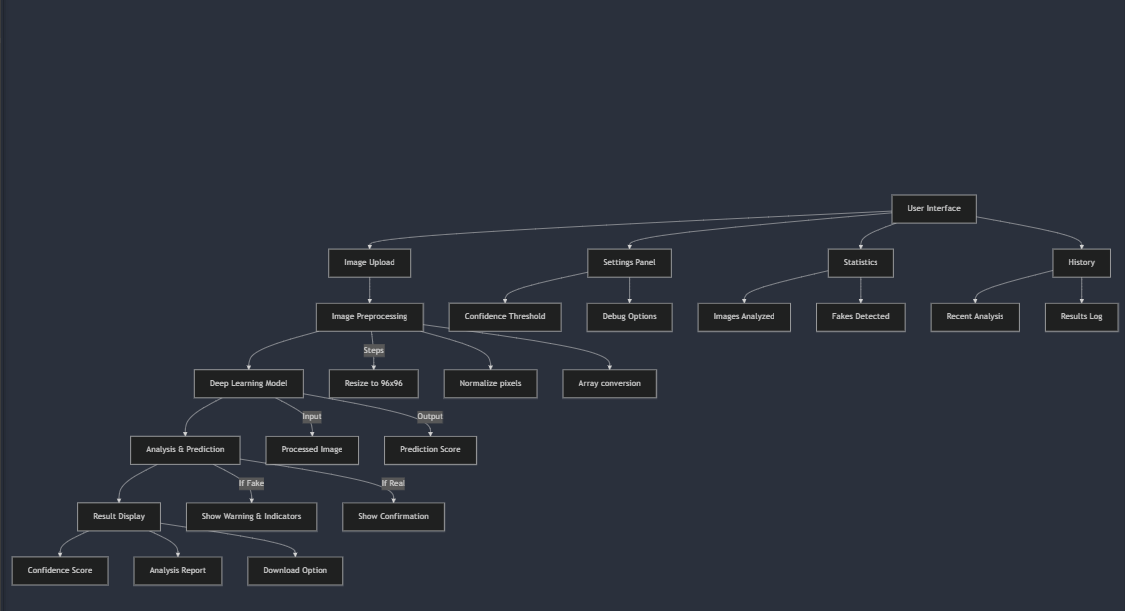 User Interface
Image Upload
Settings Panel
Statistics
History
Image Preprocessing
Confidence Threshold
Debug Options
Images Analyzed
Fakes Detected
Recent Analysis
Results Log
Steps
Deep Learning Model
Resize to 96x96
Normalize pixels
Array conversion
Input
Output
Analysis & Prediction
Processed Image
Prediction Score
If Fake
If Real
Result Display
Show Warning & Indicators
Show Confirmation
Confidence Score
Analysis Report
Download Option